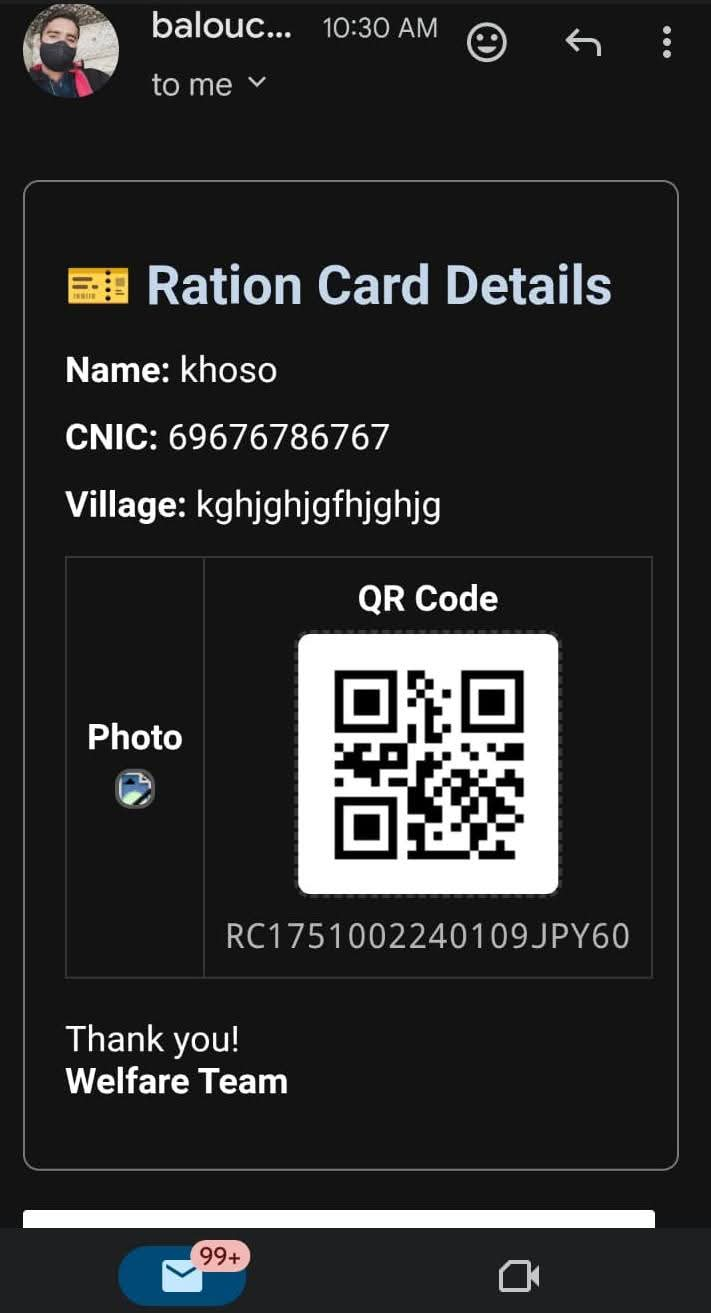 balouc... 10:30 AM
to me
🎫 Ration Card Details
Name: khoso
CNIC: 69676786767
Village: kghjghjgfhjghjg
QR Code
Photo
RC1751002240109JPY60
Thank you!
Welfare Team
99+